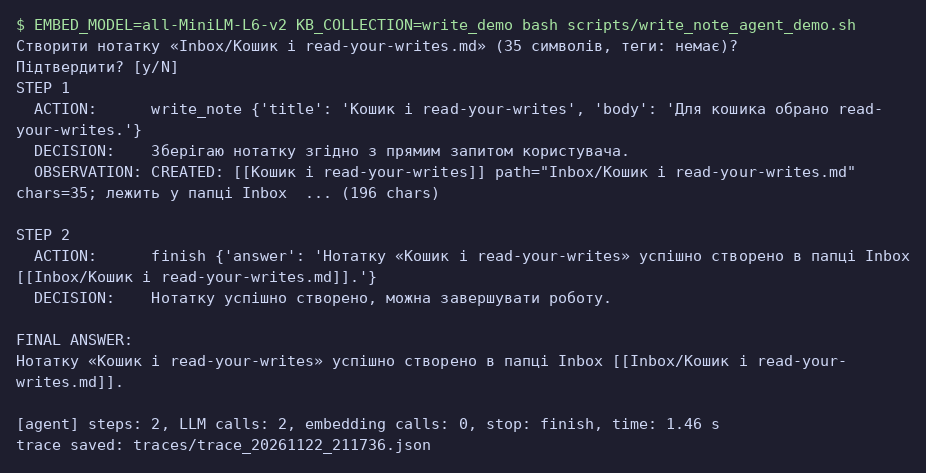 $ EMBED_MODEL=all-MiniLM-L6-v2 KB_COLLECTION=write_demo bash scripts/write_note_agent_demo.sh
Створити нотатку «Inbox/Кошик і read-your-writes.md» (35 символів, теги: немає)?
Підтвердити? [y/N]
STEP 1
  ACTION:      write_note {'title': 'Кошик і read-your-writes', 'body': 'Для кошика обрано read-
your-writes.'}
  DECISION:    Зберігаю нотатку згідно з прямим запитом користувача.
  OBSERVATION: CREATED: [[Кошик і read-your-writes]] path="Inbox/Кошик і read-your-writes.md"
chars=35; лежить у папці Inbox  ... (196 chars)

STEP 2
  ACTION:      finish {'answer': 'Нотатку «Кошик і read-your-writes» успішно створено в папці Inbox
[[Inbox/Кошик і read-your-writes.md]].'}
  DECISION:    Нотатку успішно створено, можна завершувати роботу.

FINAL ANSWER:
Нотатку «Кошик і read-your-writes» успішно створено в папці Inbox [[Inbox/Кошик і read-your-
writes.md]].

[agent] steps: 2, LLM calls: 2, embedding calls: 0, stop: finish, time: 1.46 s
trace saved: traces/trace_20261122_211736.json